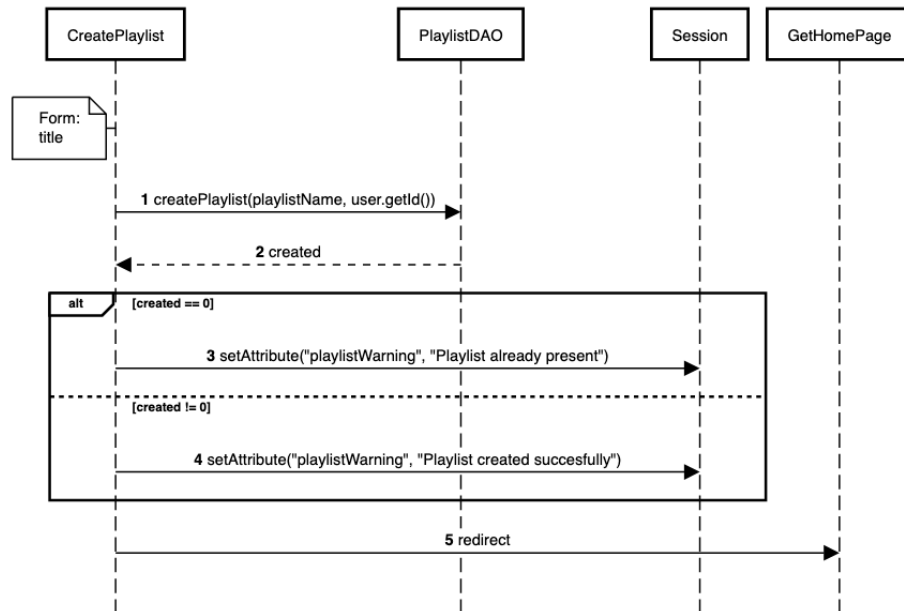 CreatePlaylist
PlaylistDAO
Session
GetHomePage
Form:
title
1 createPlaylist(playlistName, user.getId())
2 created
alt
[created == 0]
3 setAttribute("playlistWarning", "Playlist already present")
[created != 0]
4 setAttribute("playlistWarning", "Playlist created succesfully")
5 redirect